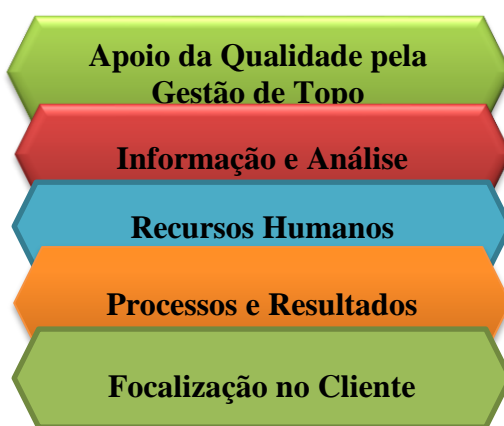 Apoio da Qualidade pela
Gestão de Topo
Informação e Análise
Recursos Humanos
Processos e Resultados
Focalização no Cliente